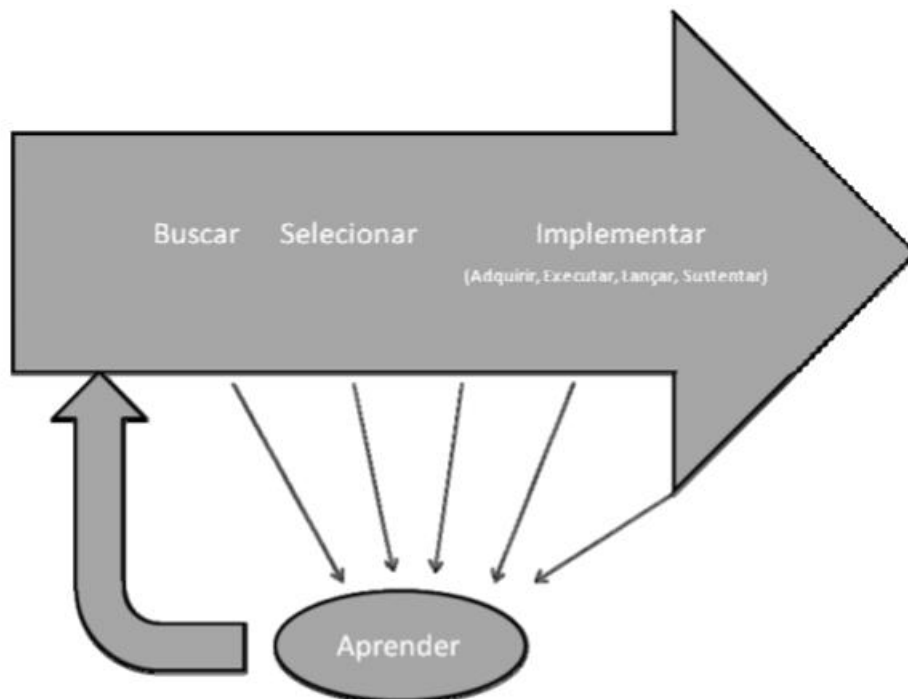 Buscar Selecionar Implementar
(Adquirir, Executar, Lançar, Sustentar)
Aprender